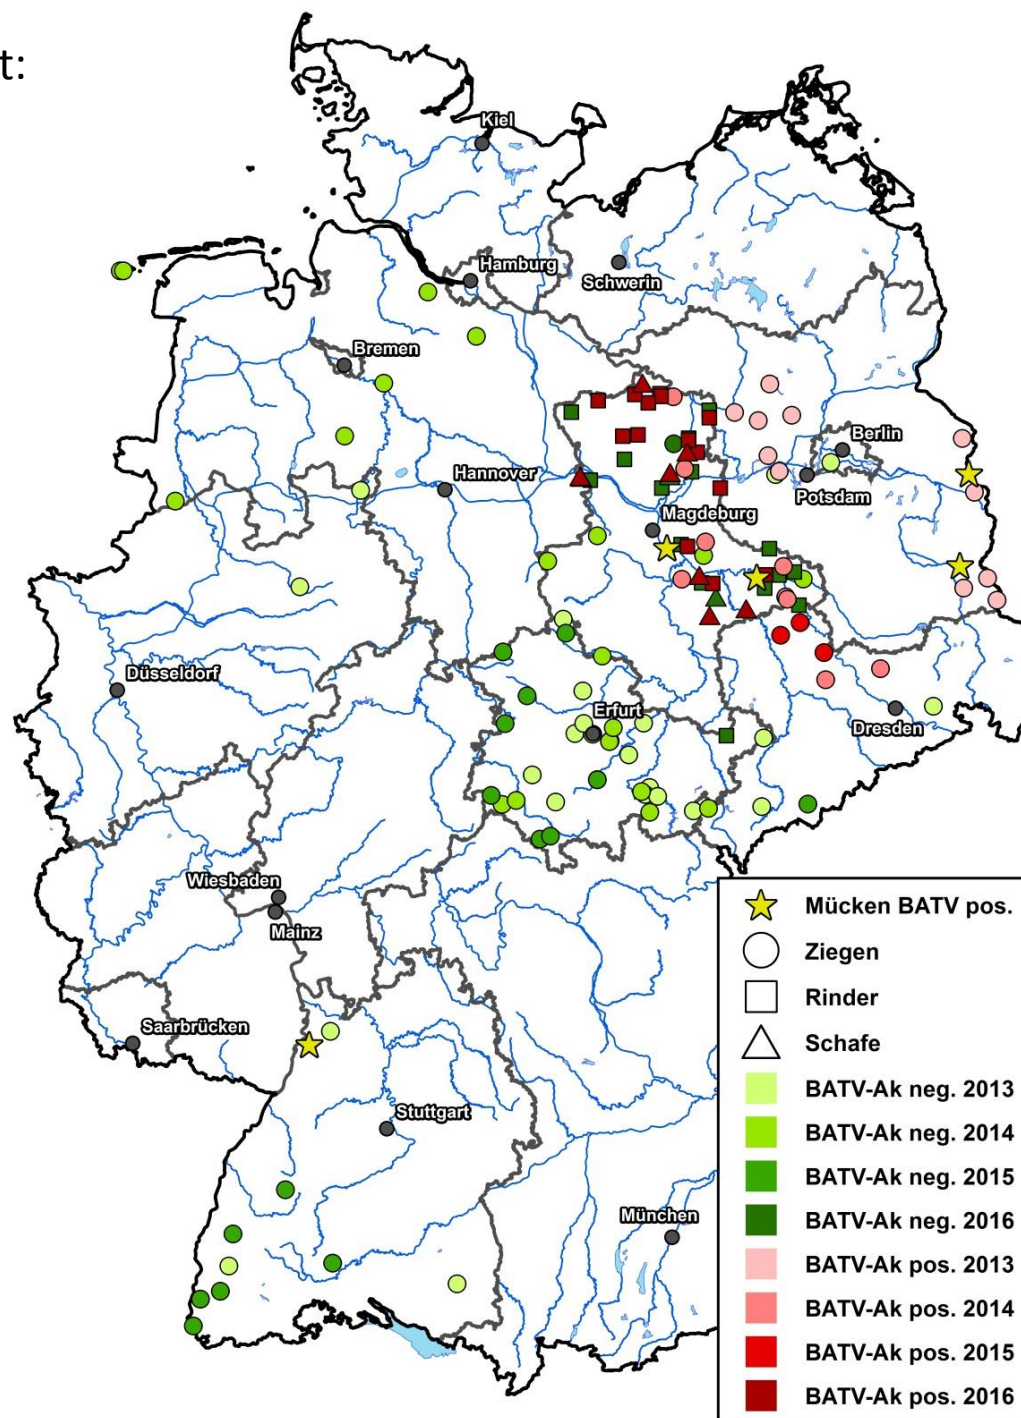 t:
Kiel
Hamburg
Schwerin
Bremen
Berlin
Hannover
Potsdam
Magdeburg
Düsseldorf
Erfurt
Dresden
Wiesbaden
Mainz
Saarbrücken
Stuttgart
München
Mücken BATV pos.
Ziegen
Rinder
Schafe
BATV-Ak neg. 2013
BATV-Ak neg. 2014
BATV-Ak neg. 2015
BATV-Ak neg. 2016
BATV-Ak pos. 2013
BATV-Ak pos. 2014
BATV-Ak pos. 2015
BATV-Ak pos. 2016